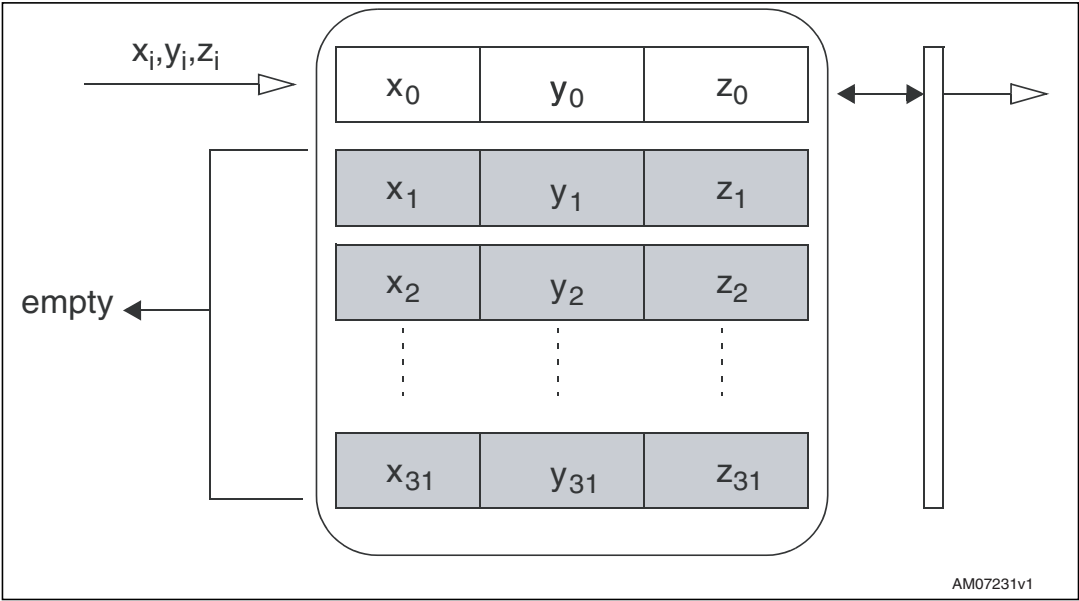 xi,yi,zi
x0 y0 z0
x1 y1 z1
x2 y2 z2
empty
x31 y31 z31
AM07231v1